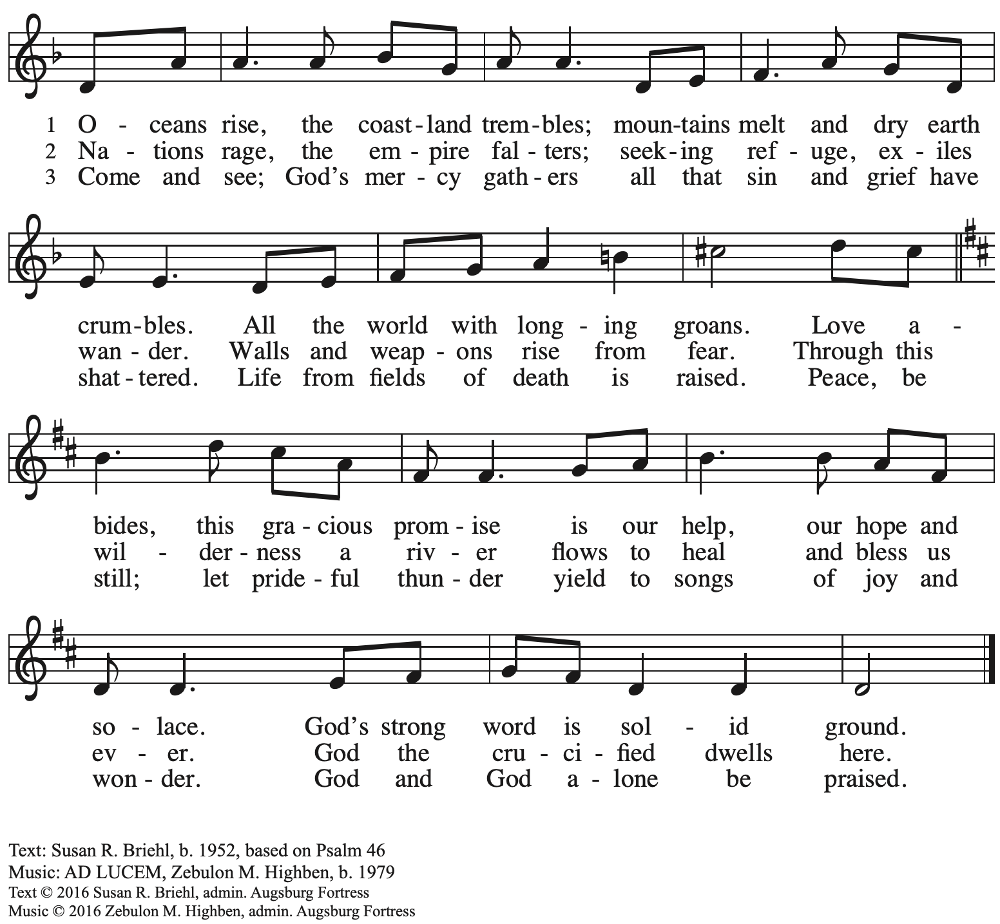 1 O - ceans rise, the coast - land trem - bles; moun - tains melt and dry earth
2 Na - tions rage, the em - pire fal - ters; seek - ing ref - uge, ex - iles
3 Come and see; God’s mer - cy gath - ers all that sin and grief have
crum - bles. All the world with long - ing groans. Love a -
wan - der. Walls and weap - ons rise from fear. Through this
shat - tered. Life from fields of death is raised. Peace, be
bides, this gra - cious prom - ise is our help, our hope and
wil - der - ness a riv - er flows to heal and bless us
still; let pride - ful thun - der yield to songs of joy and
so - lace. God’s strong word is sol - id ground.
ev - er. God the cru - ci - fied dwells here.
won - der. God and God a - lone be praised.
Text: Susan R. Briehl, b. 1952, based on Psalm 46
Music: AD LUCEM, Zebulon M. Highben, b. 1979
Text © 2016 Susan R. Briehl, admin. Augsburg Fortress
Music © 2016 Zebulon M. Highben, admin. Augsburg Fortress